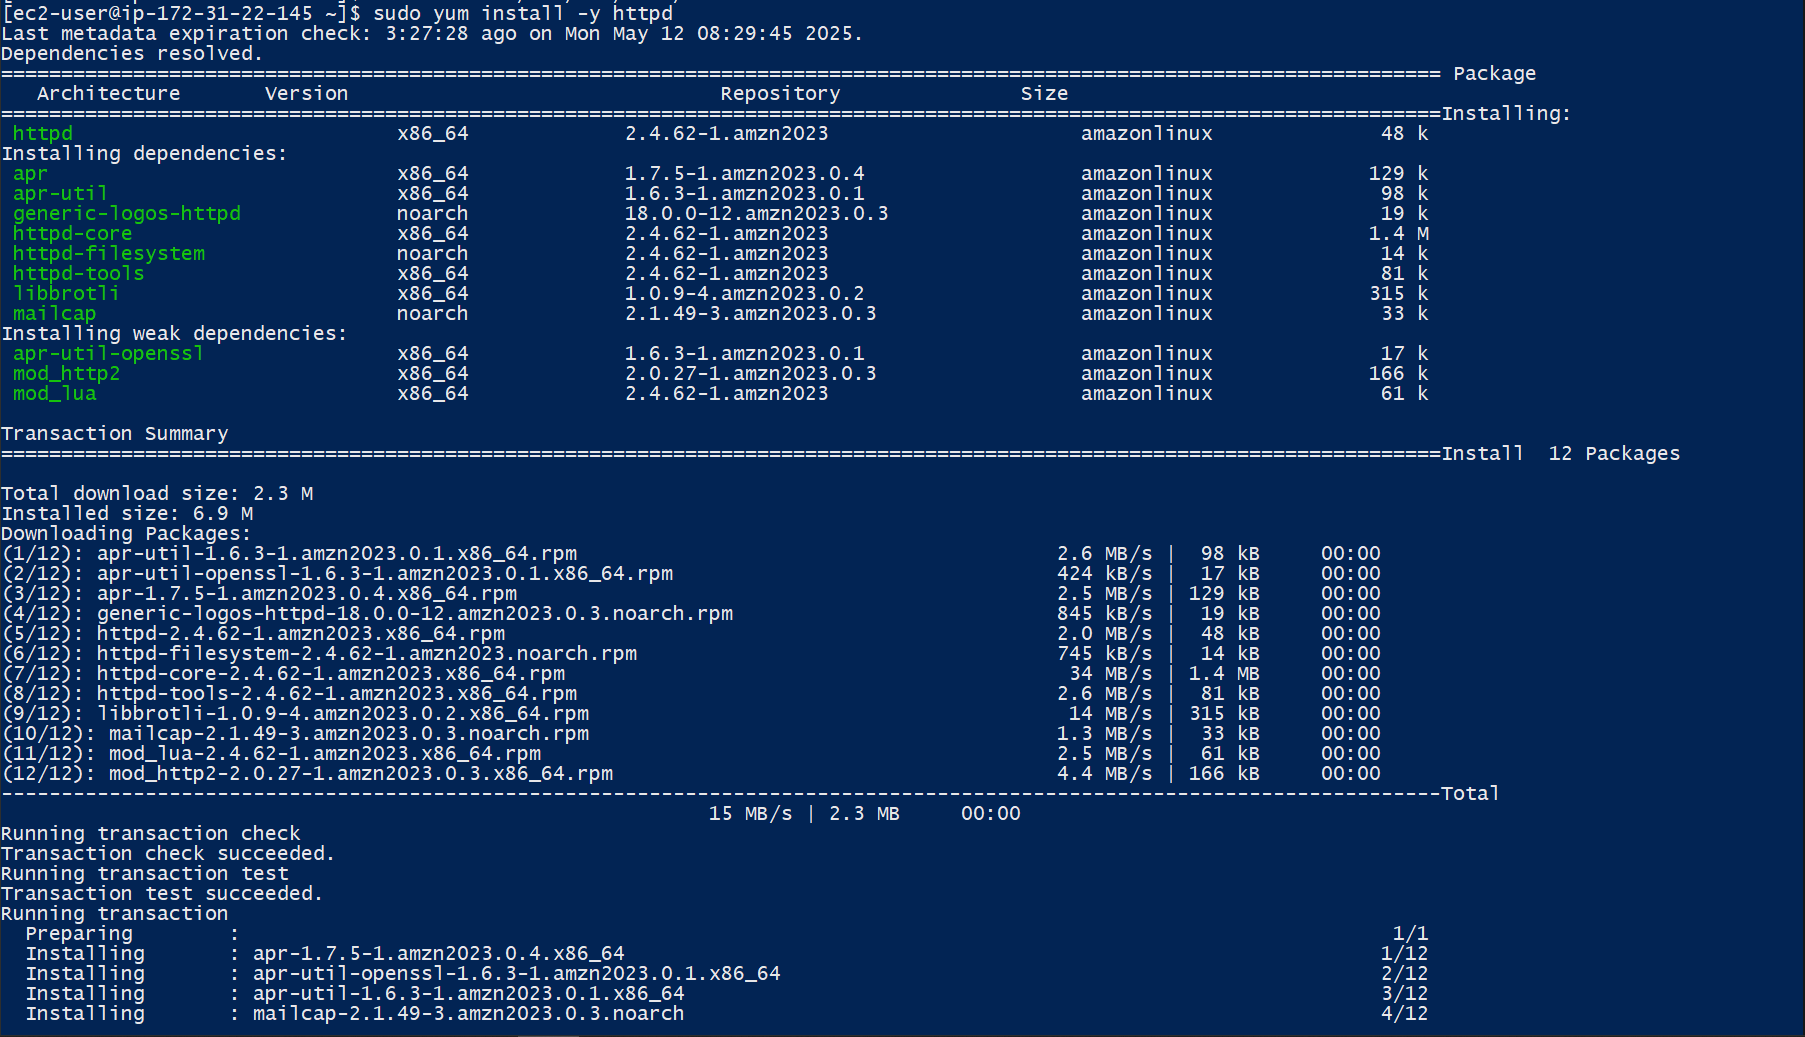 [ec2-user@ip-172-31-22-145 ~]$ sudo yum install -y httpd
Last metadata expiration check: 3:27:28 ago on Mon May 12 08:29:45 2025.
Dependencies resolved.
======================================================================================================================== Package
   Architecture       Version                               Repository               Size
========================================================================================================================Installing:
 httpd                           x86_64             2.4.62-1.amzn2023                     amazonlinux              48 k
Installing dependencies:
 apr                             x86_64             1.7.5-1.amzn2023.0.4                  amazonlinux             129 k
 apr-util                        x86_64             1.6.3-1.amzn2023.0.1                  amazonlinux              98 k
 generic-logos-httpd             noarch             18.0.0-12.amzn2023.0.3                amazonlinux              19 k
 httpd-core                      x86_64             2.4.62-1.amzn2023                     amazonlinux             1.4 M
 httpd-filesystem                noarch             2.4.62-1.amzn2023                     amazonlinux              14 k
 httpd-tools                     x86_64             2.4.62-1.amzn2023                     amazonlinux              81 k
 libbrotli                       x86_64             1.0.9-4.amzn2023.0.2                  amazonlinux             315 k
 mailcap                         noarch             2.1.49-3.amzn2023.0.3                 amazonlinux              33 k
Installing weak dependencies:
 apr-util-openssl                x86_64             1.6.3-1.amzn2023.0.1                  amazonlinux              17 k
 mod_http2                       x86_64             2.0.27-1.amzn2023.0.3                 amazonlinux             166 k
 mod_lua                         x86_64             2.4.62-1.amzn2023                     amazonlinux              61 k
Transaction Summary
========================================================================================================================Install  12 Packages
Total download size: 2.3 M
Installed size: 6.9 M
Downloading Packages:
(1/12): apr-util-1.6.3-1.amzn2023.0.1.x86_64.rpm                                        2.6 MB/s |  98 kB     00:00
(2/12): apr-util-openssl-1.6.3-1.amzn2023.0.1.x86_64.rpm                                424 kB/s |  17 kB     00:00
(3/12): apr-1.7.5-1.amzn2023.0.4.x86_64.rpm                                             2.5 MB/s | 129 kB     00:00
(4/12): generic-logos-httpd-18.0.0-12.amzn2023.0.3.noarch.rpm                           845 kB/s |  19 kB     00:00
(5/12): httpd-2.4.62-1.amzn2023.x86_64.rpm                                              2.0 MB/s |  48 kB     00:00
(6/12): httpd-filesystem-2.4.62-1.amzn2023.noarch.rpm                                   745 kB/s |  14 kB     00:00
(7/12): httpd-core-2.4.62-1.amzn2023.x86_64.rpm                                          34 MB/s | 1.4 MB     00:00
(8/12): httpd-tools-2.4.62-1.amzn2023.x86_64.rpm                                        2.6 MB/s |  81 kB     00:00
(9/12): libbrotli-1.0.9-4.amzn2023.0.2.x86_64.rpm                                        14 MB/s | 315 kB     00:00
(10/12): mailcap-2.1.49-3.amzn2023.0.3.noarch.rpm                                       1.3 MB/s |  33 kB     00:00
(11/12): mod_lua-2.4.62-1.amzn2023.x86_64.rpm                                           2.5 MB/s |  61 kB     00:00
(12/12): mod_http2-2.0.27-1.amzn2023.0.3.x86_64.rpm                                     4.4 MB/s | 166 kB     00:00
------------------------------------------------------------------------------------------------------------------------Total
                                                           15 MB/s | 2.3 MB     00:00
Running transaction check
Transaction check succeeded.
Running transaction test
Transaction test succeeded.
Running transaction
  Preparing        :                                                                                                1/1
  Installing       : apr-1.7.5-1.amzn2023.0.4.x86_64                                                               1/12
  Installing       : apr-util-openssl-1.6.3-1.amzn2023.0.1.x86_64                                                  2/12
  Installing       : apr-util-1.6.3-1.amzn2023.0.1.x86_64                                                          3/12
  Installing       : mailcap-2.1.49-3.amzn2023.0.3.noarch                                                          4/12